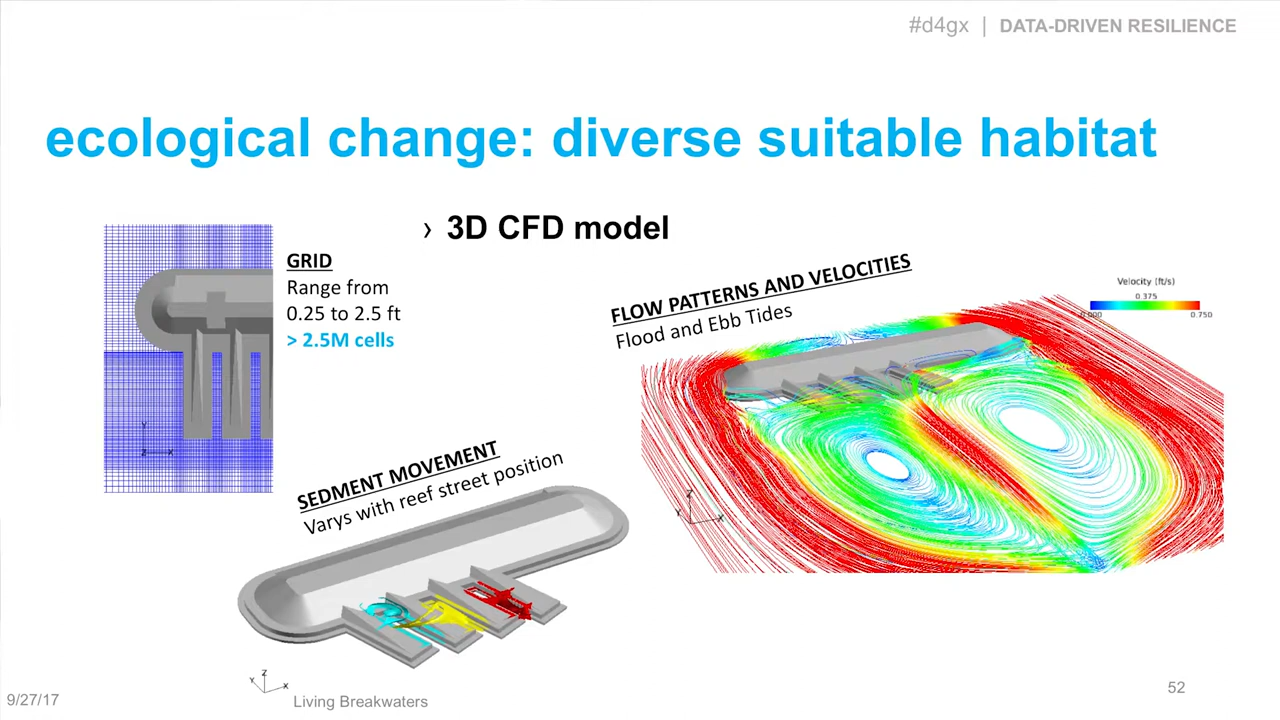 #d4gx | DATA-DRIVEN RESILIENCE
ecological change: diverse suitable habitat
› 3D CFD model
GRID
Range from
0.25 to 2.5 ft
> 2.5M cells
FLOW PATTERNS AND VELOCITIES
Flood and Ebb Tides
Velocity (ft/s)
0.375
0.000 0.750
Y
Z X
SEDMENT MOVEMENT
Varys with reef street position
Z
Y X
Z
Y X
9/27/17
Living Breakwaters
52